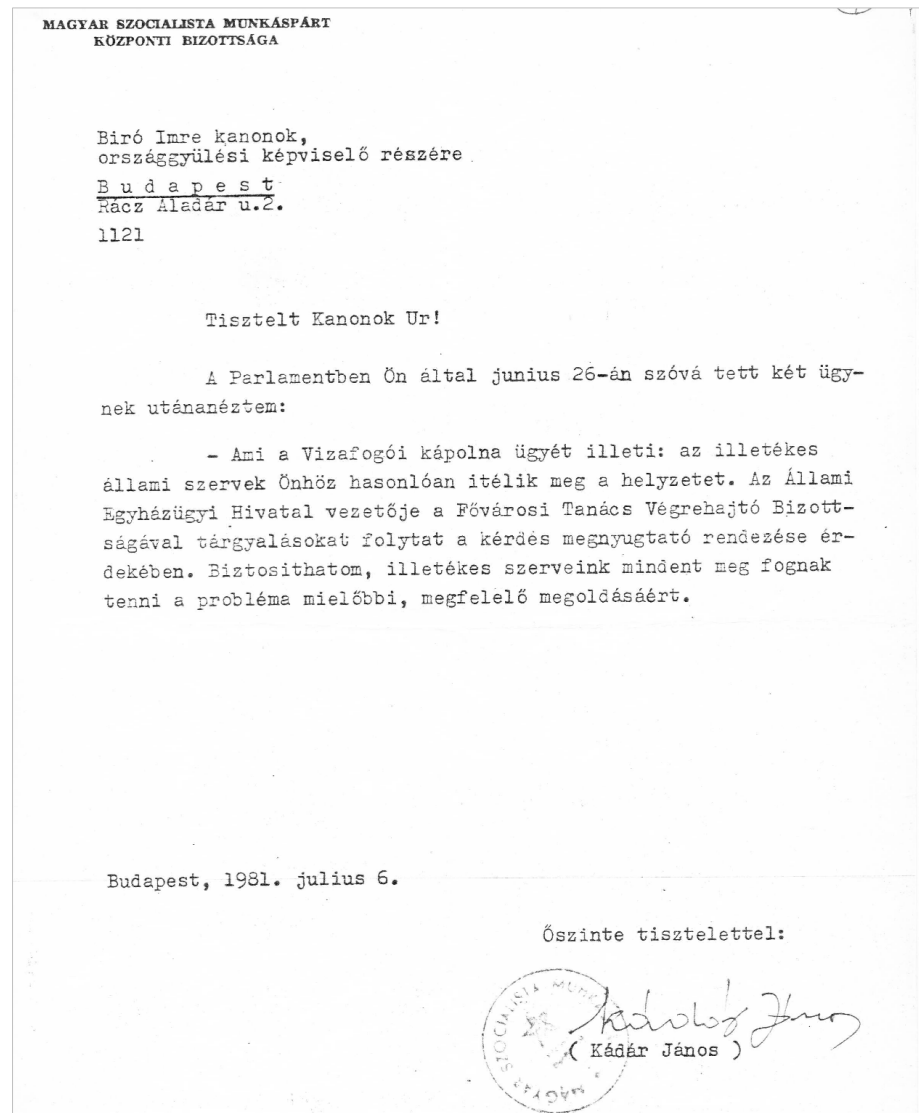 MAGYAR SZOCIALISTA MUNKÁSPÁRT
KÖZPONTI BIZOTTSÁGA
Biró Imre kanonok,
országgyülési képviselő részére
B u d a p e s t
Rácz Aladár u.2.
1121
Tisztelt Kanonok Ur!
A Parlamentben Ön által junius 26-án szóvá tett két ügy-
nek utánanéztem:
- Ami a Vizafogói kápolna ügyét illeti: az illetékes
állami szervek Önhöz hasonlóan itélik meg a helyzetet. Az Állami
Egyházügyi Hivatal vezetője a Fővárosi Tanács Végrehajtó Bizott-
ságával tárgyalásokat folytat a kérdés megnyugtató rendezése ér-
dekében. Biztosithatom, illetékes szerveink mindent meg fognak
tenni a probléma mielőbbi, megfelelő megoldásáért.
Budapest, 1981. julius 6.
Őszinte tisztelettel:
Kádár János
( Kádár János )
MAGYAR SZOCIALISTA